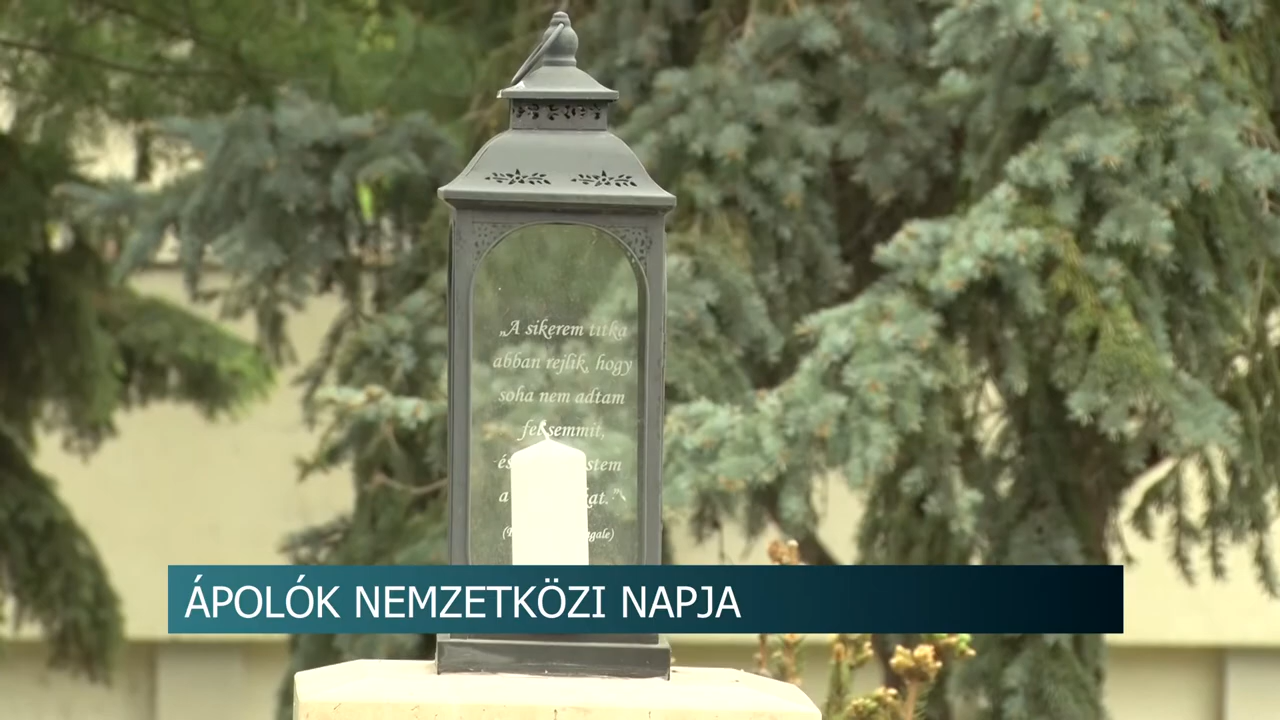 „A sikerem titka
abban rejlik, hogy
soha nem adtam
fel semmit,
a
ÁPOLÓK NEMZETKÖZI NAPJA